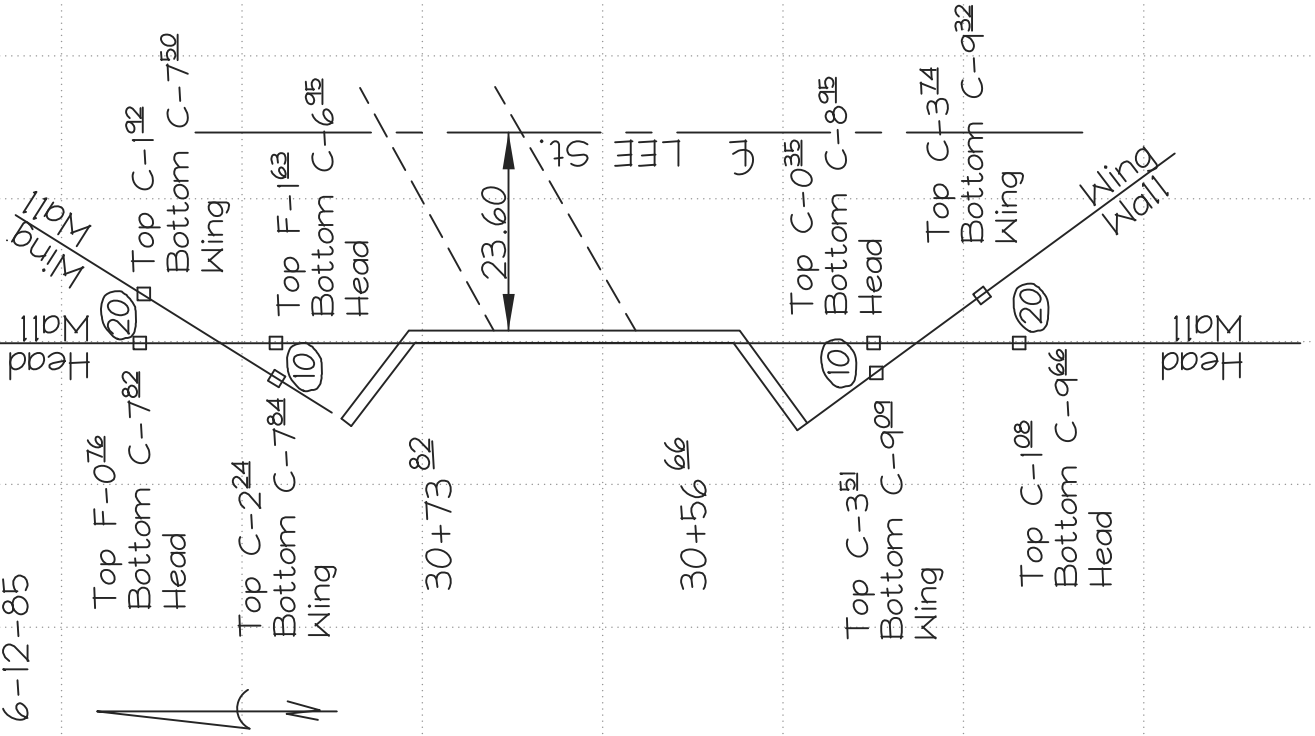 6-12-85
Top F-0 76
Bottom C-7 82
Head
Top C-2 24
Bottom C-7 84
Wing
30+73 82
30+56 66
Top C-3 51
Bottom C-9 09
Wing
Top C-1 08
Bottom C-9 66
Head
Wing
Wall
Head
Wall
20
10
Top C-1 92
Bottom C-7 50
Wing
Top F-1 63
Bottom C-6 95
Head
23.60
℄ LEE St.
Top C-0 35
Bottom C-8 95
Head
Top C-3 74
Bottom C-9 32
Wing
10
20
Wing
Wall
Head
Wall